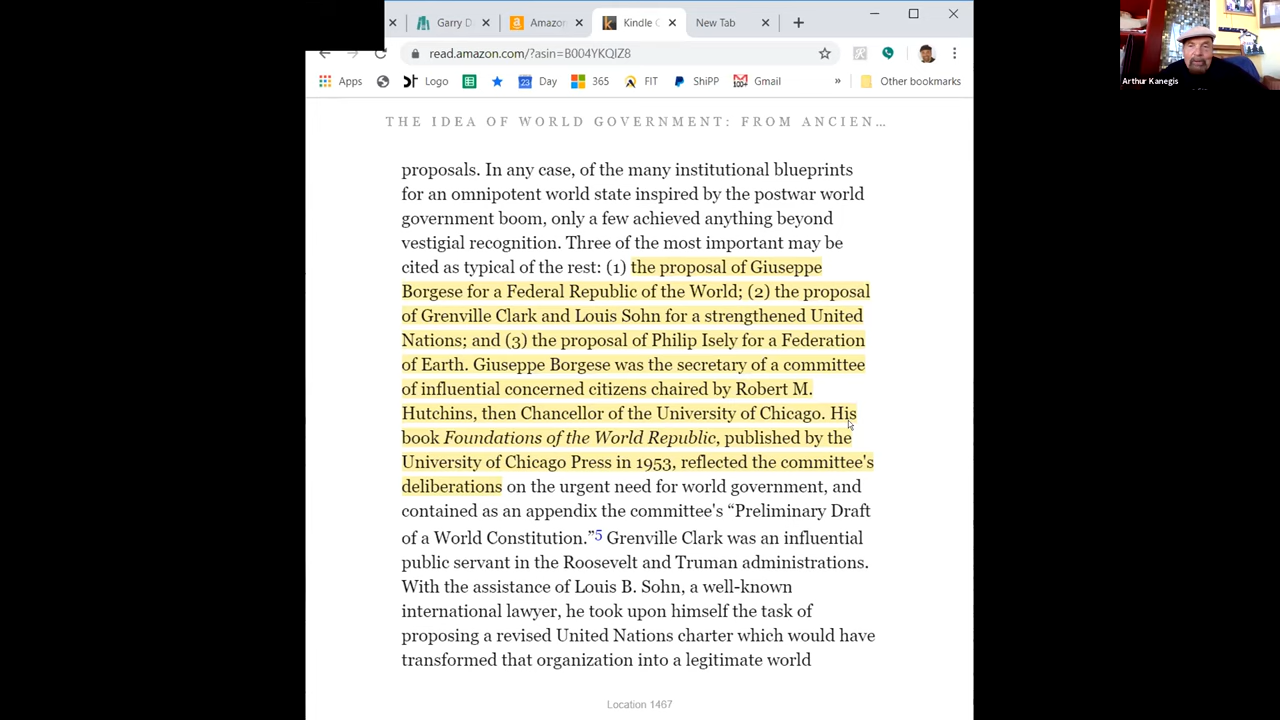 Garry D
Amazon
Kindle C
New Tab
read.amazon.com/?asin=B004YKQIZ8
Apps
Logo
23 Day
365
FIT
ShiPP
Gmail
»
Other bookmarks
Arthur Kanegis
THE IDEA OF WORLD GOVERNMENT: FROM ANCIEN…
proposals. In any case, of the many institutional blueprints
for an omnipotent world state inspired by the postwar world
government boom, only a few achieved anything beyond
vestigial recognition. Three of the most important may be
cited as typical of the rest: (1) the proposal of Giuseppe
Borgese for a Federal Republic of the World; (2) the proposal
of Grenville Clark and Louis Sohn for a strengthened United
Nations; and (3) the proposal of Philip Isely for a Federation
of Earth. Giuseppe Borgese was the secretary of a committee
of influential concerned citizens chaired by Robert M.
Hutchins, then Chancellor of the University of Chicago. His
book Foundations of the World Republic, published by the
University of Chicago Press in 1953, reflected the committee's
deliberations on the urgent need for world government, and
contained as an appendix the committee's “Preliminary Draft
of a World Constitution.”5 Grenville Clark was an influential
public servant in the Roosevelt and Truman administrations.
With the assistance of Louis B. Sohn, a well-known
international lawyer, he took upon himself the task of
proposing a revised United Nations charter which would have
transformed that organization into a legitimate world
Location 1467